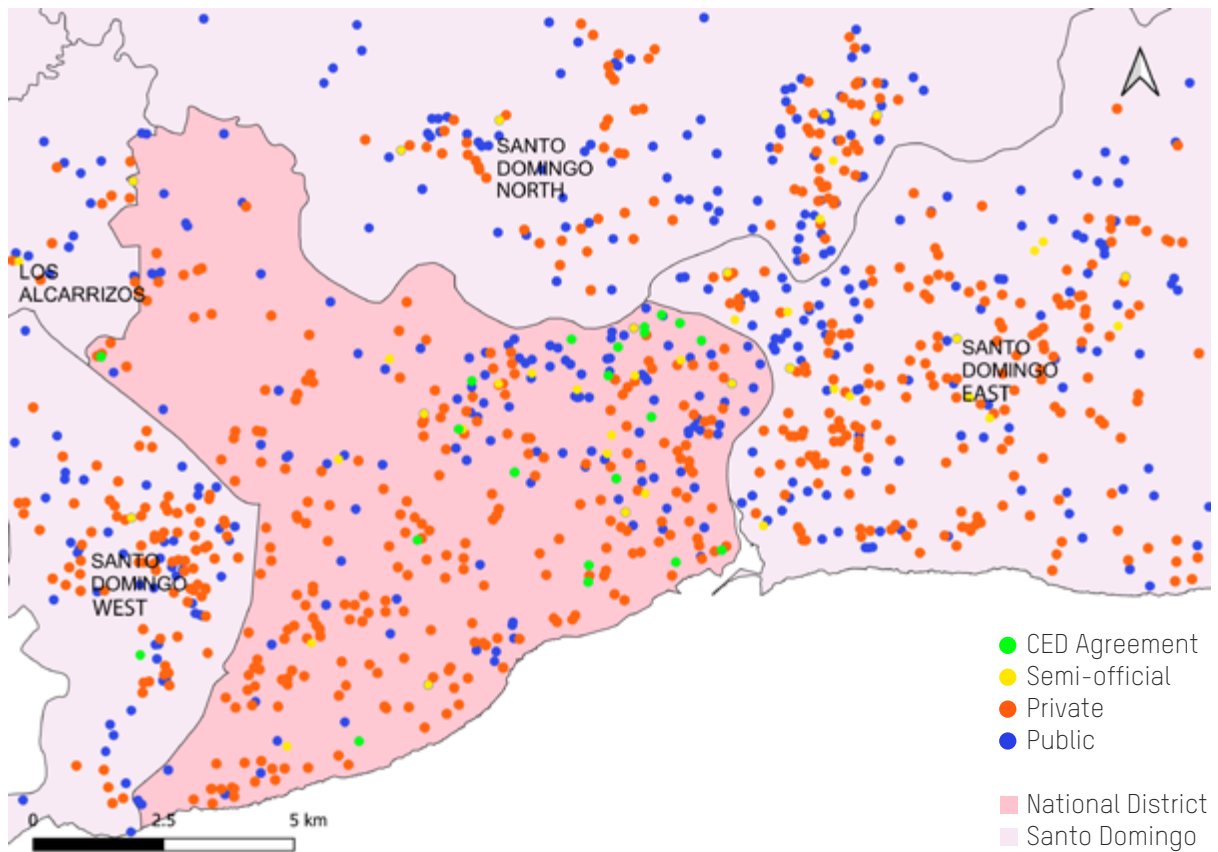 SANTO
DOMINGO
NORTH
LOS
ALCARRIZOS
SANTO
DOMINGO
EAST
SANTO
DOMINGO
WEST
CED Agreement
Semi-official
Private
Public
National District
Santo Domingo
0 2.5 5 km